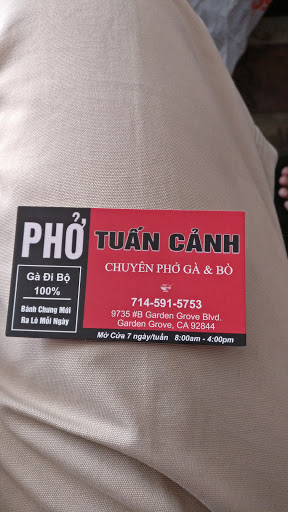 PHỞ
Gà Đi Bộ
100%
Bánh Chưng Mới
Ra Lò Mỗi Ngày
TUẤN CẢNH
CHUYÊN PHỞ GÀ & BÒ
714-591-5753
9735 #B Garden Grove Blvd.
Garden Grove, CA 92844
Mở Cửa 7 ngày/tuần 8:00am - 4:00pm